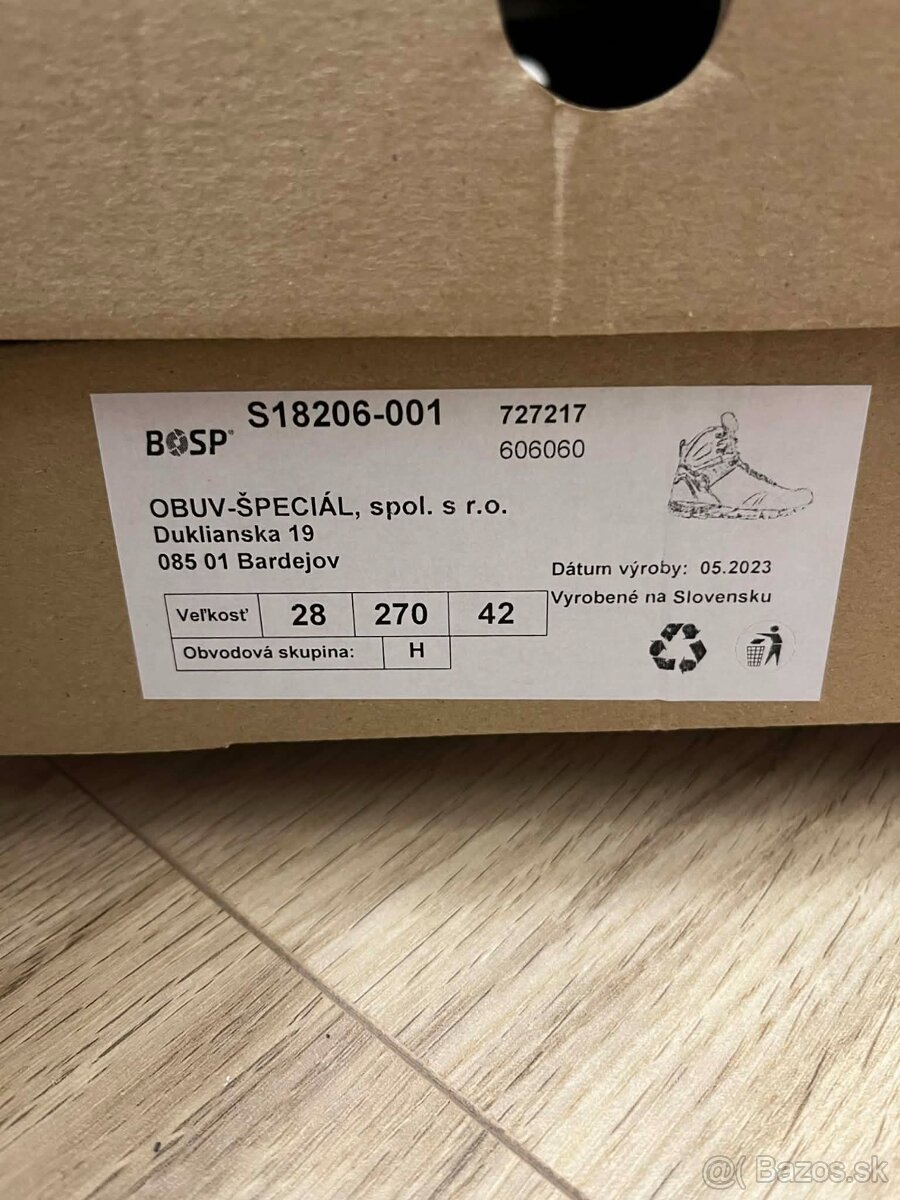 BOSP® S18206-001 727217
606060
OBUV-ŠPECIÁL, spol. s r.o.
Duklianska 19
085 01 Bardejov
Dátum výroby: 05.2023
Vyrobené na Slovensku
Veľkosť 28 270 42
Obvodová skupina: H
@( Bazos.sk